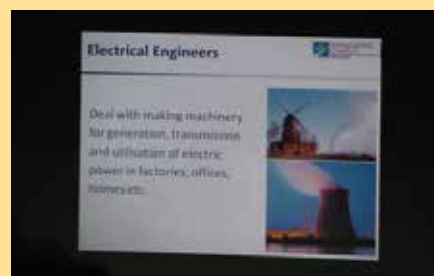 Electrical Engineers
Deal with making machinery
for generation, transmission
and utilisation of electric
power in factories, offices,
homes etc.